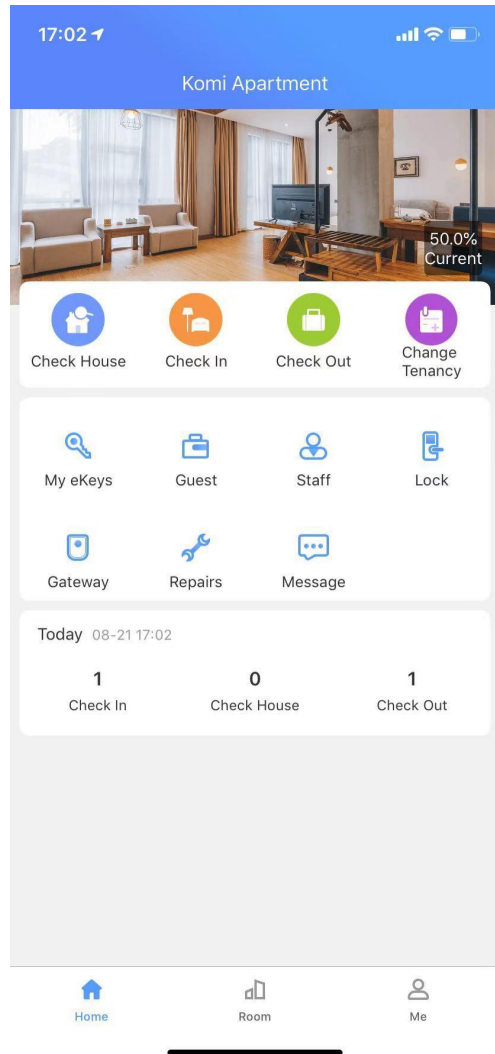 17:02
Komi Apartment
50.0%
Current
Check House
Check In
Check Out
Change
Tenancy
My eKeys
Guest
Staff
Lock
Gateway
Repairs
Message
Today 08-21 17:02
1 0 1
Check In Check House Check Out
Home Room Me